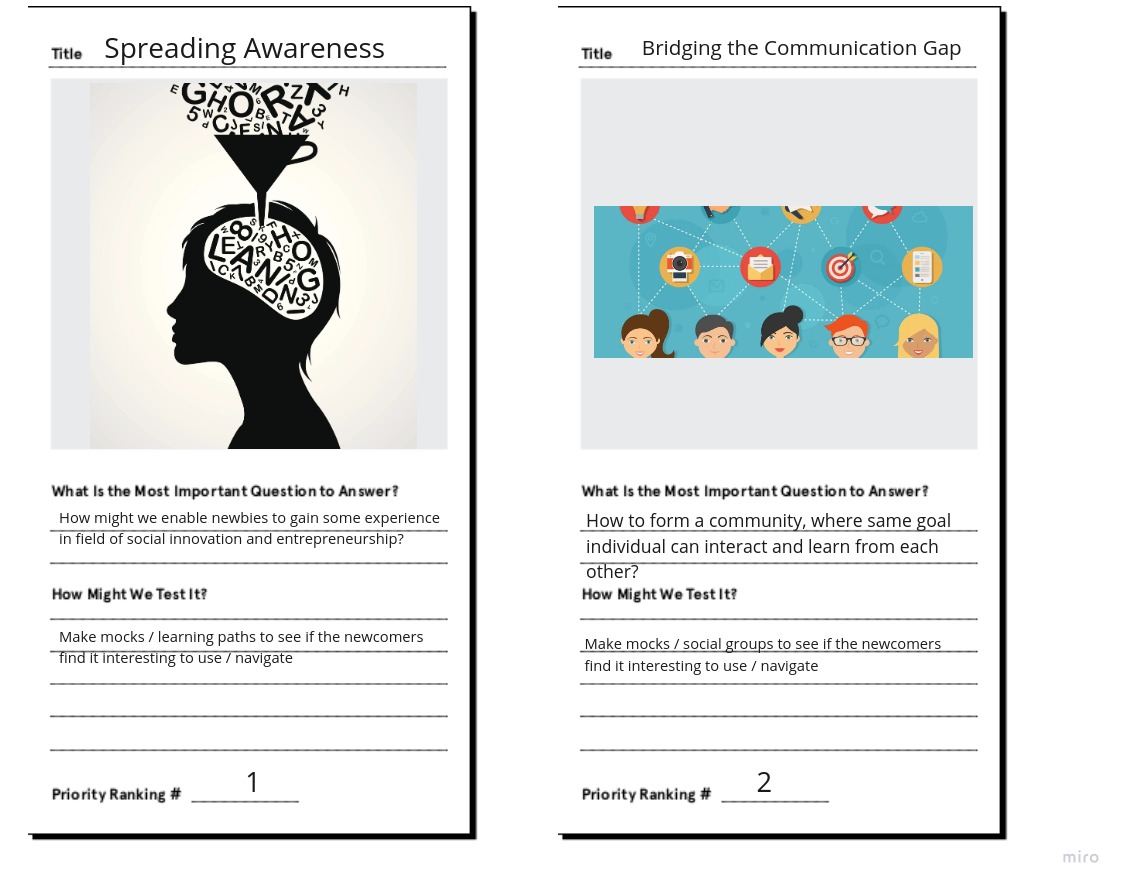 Title Spreading Awareness
E G H O R Z A H
LEARNING
What Is the Most Important Question to Answer?
How might we enable newbies to gain some experience
in field of social innovation and entrepreneurship?
How Might We Test It?
Make mocks / learning paths to see if the newcomers
find it interesting to use / navigate
Priority Ranking # 1
Title Bridging the Communication Gap
What Is the Most Important Question to Answer?
How to form a community, where same goal
individual can interact and learn from each
other?
How Might We Test It?
Make mocks / social groups to see if the newcomers
find it interesting to use / navigate
Priority Ranking # 2
miro